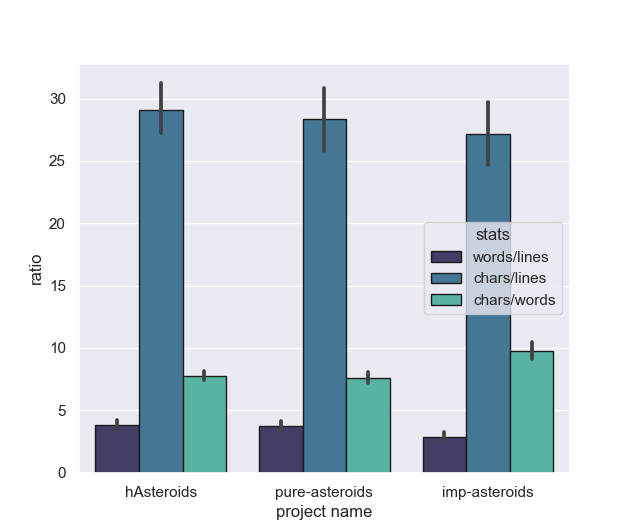 30
25
20
15
10
5
0
ratio
stats
words/lines
chars/lines
chars/words
hAsteroids pure-asteroids imp-asteroids
project name